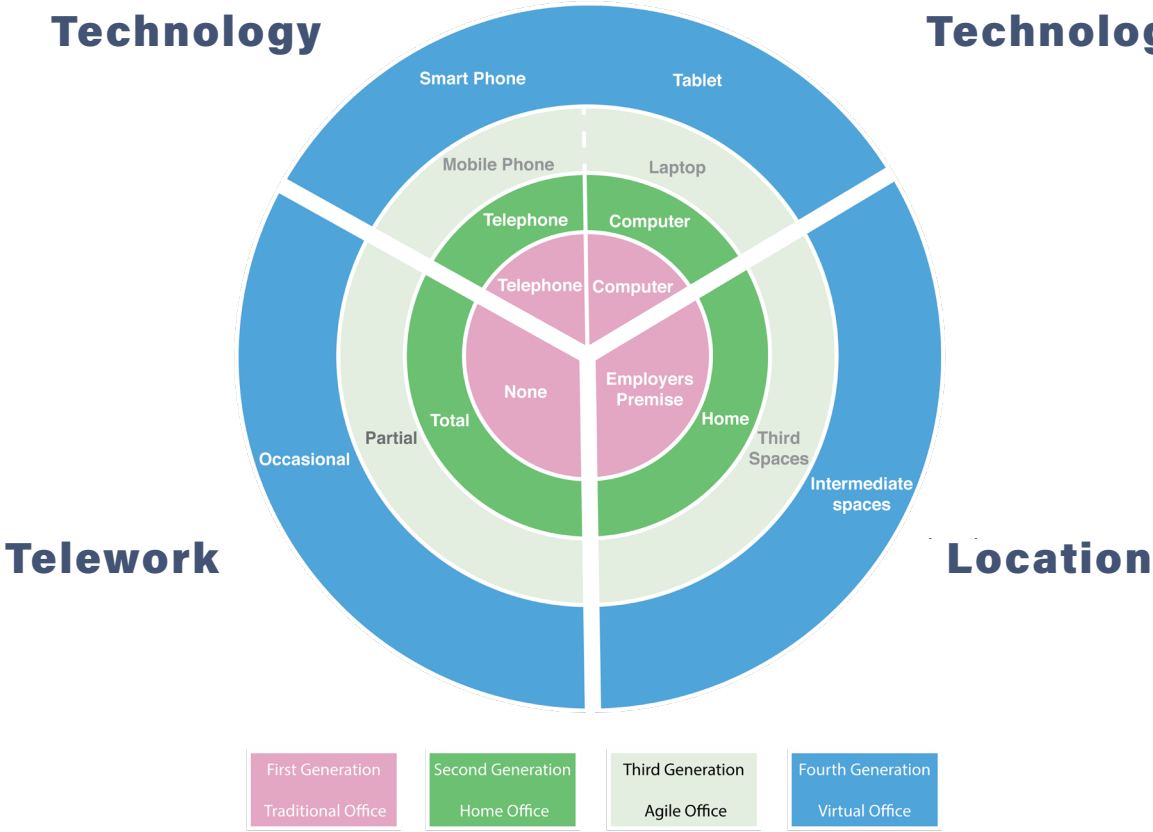 Technology
Technolog
Smart Phone
Tablet
Mobile Phone
Laptop
Telephone
Computer
Telephone
Computer
None
Employers
Premise
Total
Home
Partial
Third
Spaces
Occasional
Intermediate
spaces
Telework
Location
First Generation
Traditional Office
Second Generation
Home Office
Third Generation
Agile Office
Fourth Generation
Virtual Office